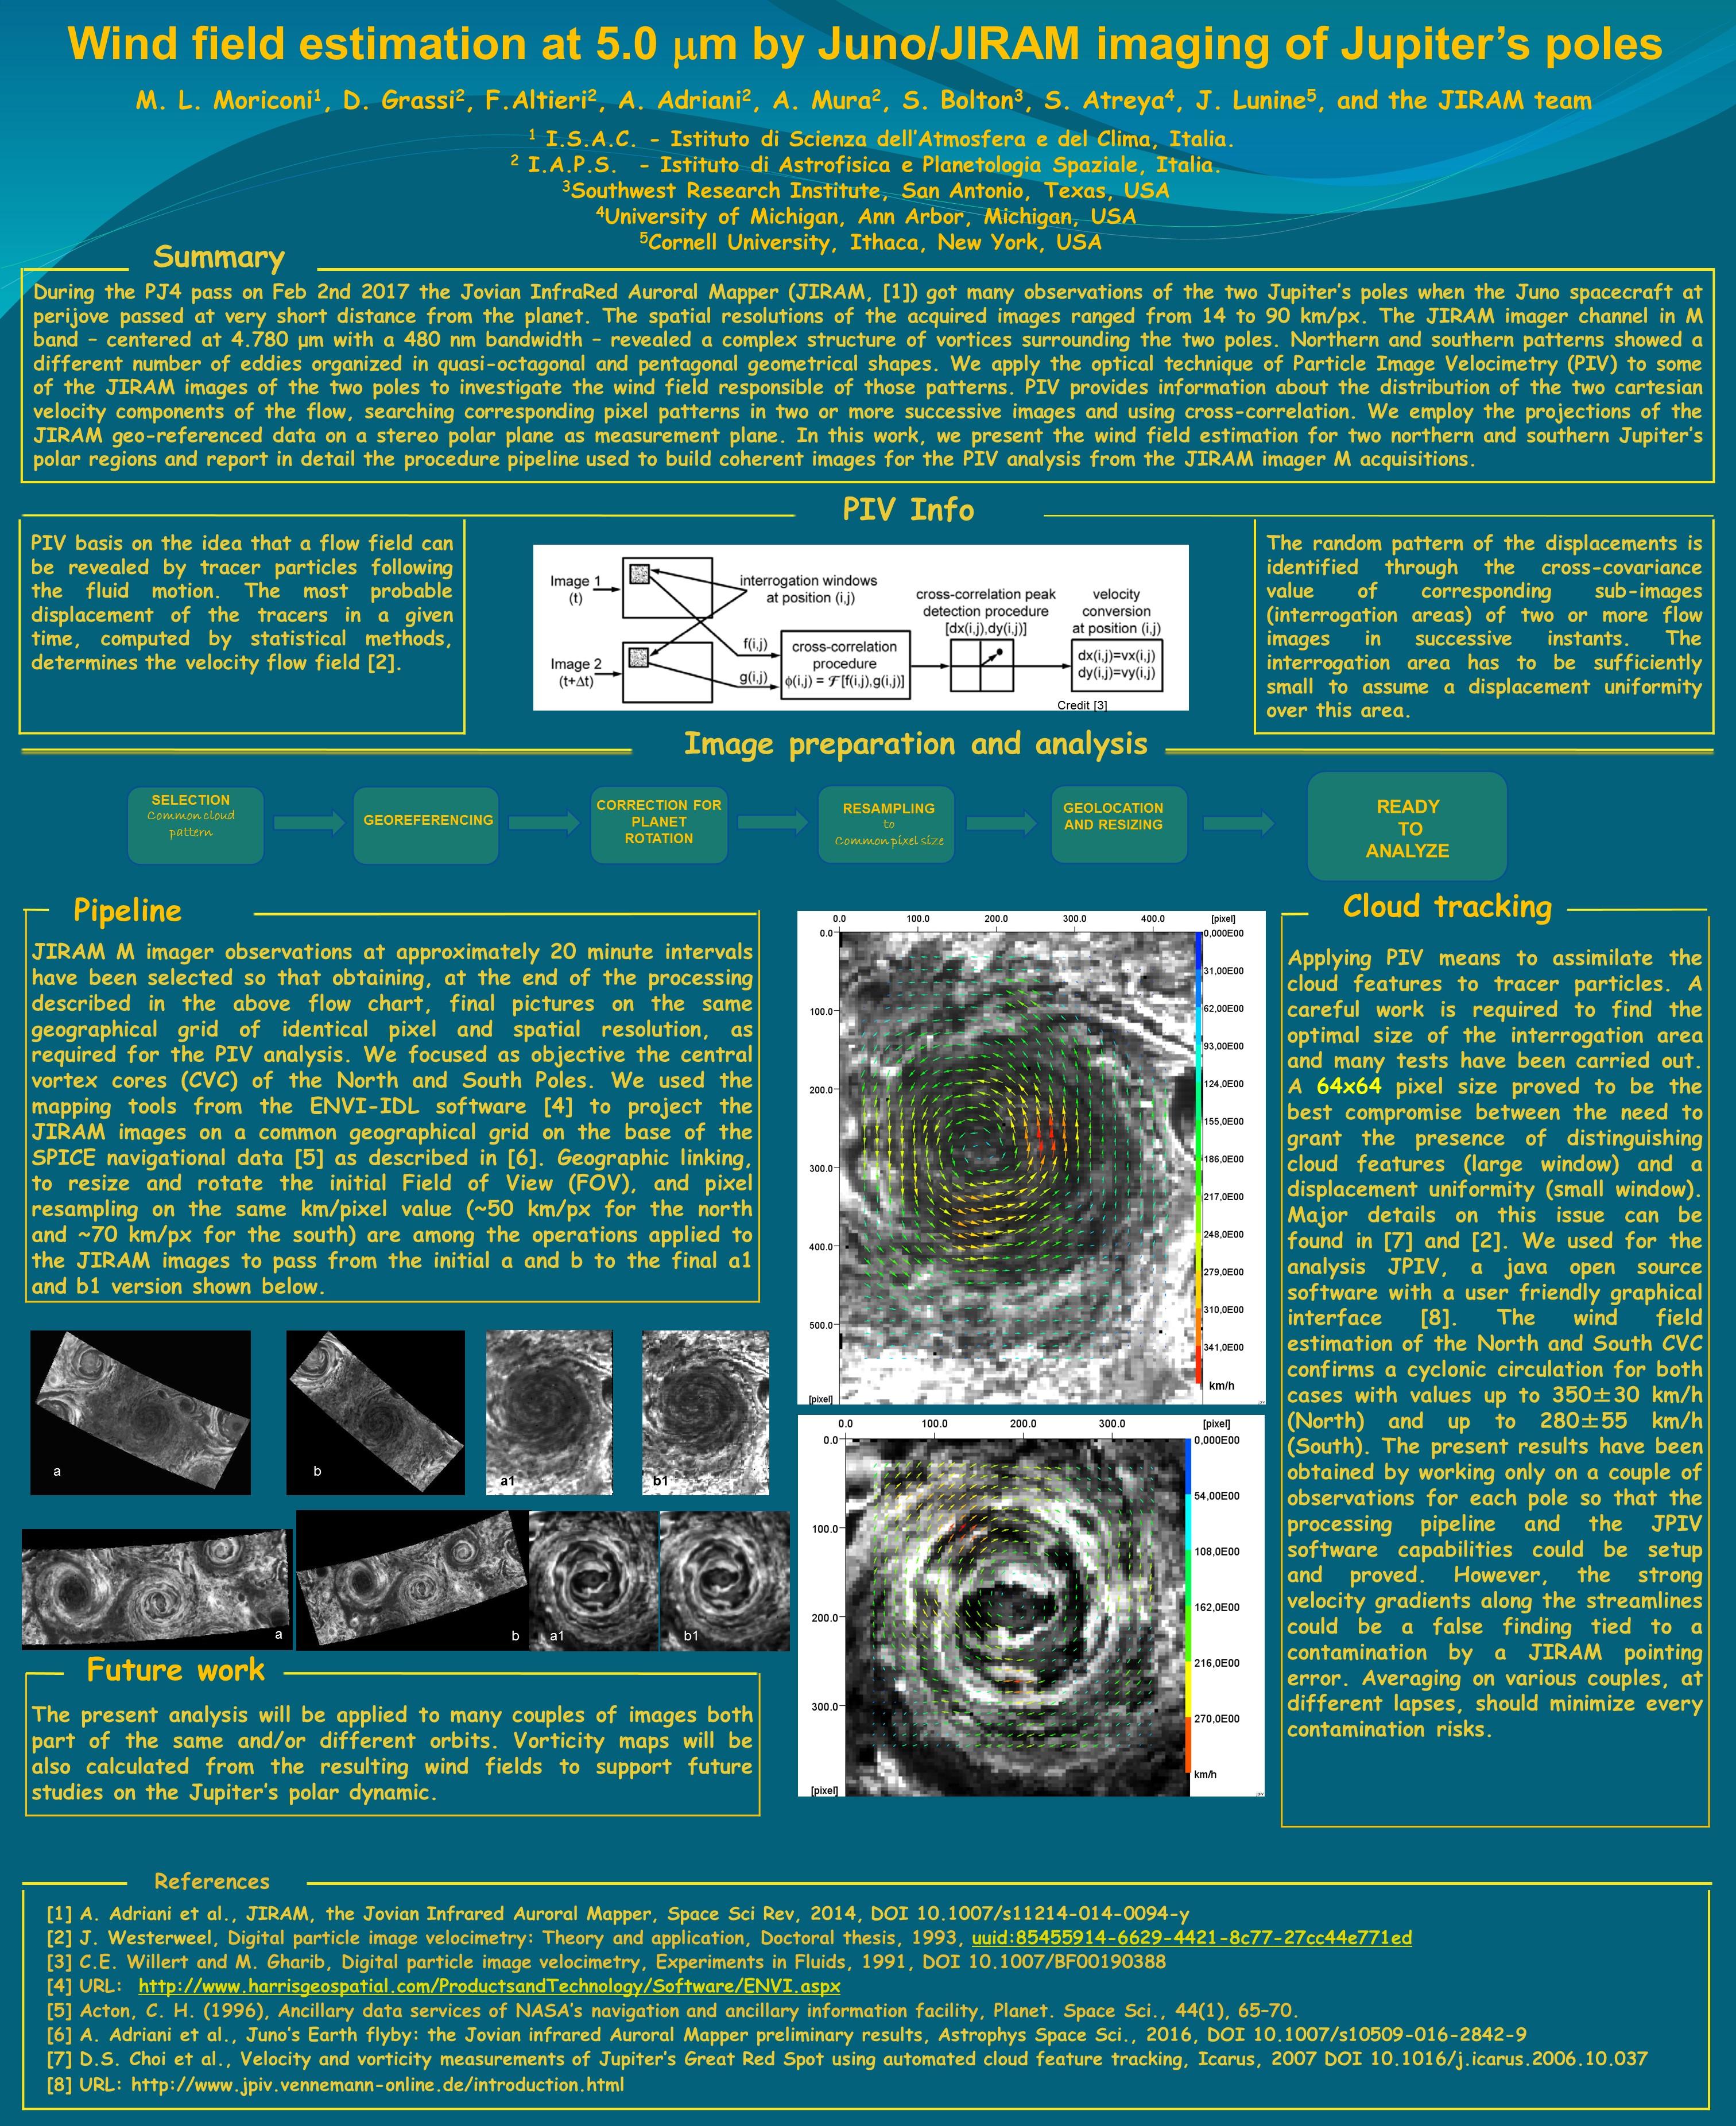 Wind field estimation at 5.0 μm by Juno/JIRAM imaging of Jupiter's poles
M. L. Moriconi¹, D. Grassi², F.Altieri², A. Adriani², A. Mura², S. Bolton³, S. Atreya⁴, J. Lunine⁵, and the JIRAM team
¹ I.S.A.C. - Istituto di Scienza dell'Atmosfera e del Clima, Italia.
² I.A.P.S. - Istituto di Astrofisica e Planetologia Spaziale, Italia.
³Southwest Research Institute, San Antonio, Texas, USA
⁴University of Michigan, Ann Arbor, Michigan, USA
⁵Cornell University, Ithaca, New York, USA
Summary
During the PJ4 pass on Feb 2nd 2017 the Jovian InfraRed Auroral Mapper (JIRAM, [1]) got many observations of the two Jupiter's poles when the Juno spacecraft at
perijove passed at very short distance from the planet. The spatial resolutions of the acquired images ranged from 14 to 90 km/px. The JIRAM imager channel in M
band – centered at 4.780 μm with a 480 nm bandwidth – revealed a complex structure of vortices surrounding the two poles. Northern and southern patterns showed a
different number of eddies organized in quasi-octagonal and pentagonal geometrical shapes. We apply the optical technique of Particle Image Velocimetry (PIV) to some
of the JIRAM images of the two poles to investigate the wind field responsible of those patterns. PIV provides information about the distribution of the two cartesian
velocity components of the flow, searching corresponding pixel patterns in two or more successive images and using cross-correlation. We employ the projections of the
JIRAM geo-referenced data on a stereo polar plane as measurement plane. In this work, we present the wind field estimation for two northern and southern Jupiter's
polar regions and report in detail the procedure pipeline used to build coherent images for the PIV analysis from the JIRAM imager M acquisitions.
PIV Info
PIV basis on the idea that a flow field can
be revealed by tracer particles following
the fluid motion. The most probable
displacement of the tracers in a given
time, computed by statistical methods,
determines the velocity flow field [2].
Image 1
(t)
Image 2
(t+Δt)
interrogation windows
at position (i,j)
f(i,j)
g(i,j)
cross-correlation
procedure
ϕ(i,j) = ℱ[f(i,j),g(i,j)]
cross-correlation peak
detection procedure
[dx(i,j),dy(i,j)]
velocity
conversion
at position (i,j)
dx(i,j)=vx(i,j)
dy(i,j)=vy(i,j)
Credit [3]
The random pattern of the displacements is
identified through the cross-covariance
value of corresponding sub-images
(interrogation areas) of two or more flow
images in successive instants. The
interrogation area has to be sufficiently
small to assume a displacement uniformity
over this area.
Image preparation and analysis
SELECTION
Common cloud
pattern
GEOREFERENCING
CORRECTION FOR
PLANET
ROTATION
RESAMPLING
to
Common pixel size
GEOLOCATION
AND RESIZING
READY
TO
ANALYZE
Pipeline
JIRAM M imager observations at approximately 20 minute intervals
have been selected so that obtaining, at the end of the processing
described in the above flow chart, final pictures on the same
geographical grid of identical pixel and spatial resolution, as
required for the PIV analysis. We focused as objective the central
vortex cores (CVC) of the North and South Poles. We used the
mapping tools from the ENVI-IDL software [4] to project the
JIRAM images on a common geographical grid on the base of the
SPICE navigational data [5] as described in [6]. Geographic linking,
to resize and rotate the initial Field of View (FOV), and pixel
resampling on the same km/pixel value (~50 km/px for the north
and ~70 km/px for the south) are among the operations applied to
the JIRAM images to pass from the initial a and b to the final a1
and b1 version shown below.
a
b
a1
b1
a
b
a1
b1
Future work
The present analysis will be applied to many couples of images both
part of the same and/or different orbits. Vorticity maps will be
also calculated from the resulting wind fields to support future
studies on the Jupiter's polar dynamic.
0.0 100.0 200.0 300.0 400.0 [pixel]
0.0
100.0
200.0
300.0
400.0
500.0
[pixel]
0,000E00
31,00E00
62,00E00
93,00E00
124,0E00
155,0E00
186,0E00
217,0E00
248,0E00
279,0E00
310,0E00
341,0E00
km/h
0.0 100.0 200.0 300.0 [pixel]
0.0
100.0
200.0
300.0
[pixel]
0,000E00
54,00E00
108,0E00
162,0E00
216,0E00
270,0E00
km/h
Cloud tracking
Applying PIV means to assimilate the
cloud features to tracer particles. A
careful work is required to find the
optimal size of the interrogation area
and many tests have been carried out.
A 64x64 pixel size proved to be the
best compromise between the need to
grant the presence of distinguishing
cloud features (large window) and a
displacement uniformity (small window).
Major details on this issue can be
found in [7] and [2]. We used for the
analysis JPIV, a java open source
software with a user friendly graphical
interface [8]. The wind field
estimation of the North and South CVC
confirms a cyclonic circulation for both
cases with values up to 350±30 km/h
(North) and up to 280±55 km/h
(South). The present results have been
obtained by working only on a couple of
observations for each pole so that the
processing pipeline and the JPIV
software capabilities could be setup
and proved. However, the strong
velocity gradients along the streamlines
could be a false finding tied to a
contamination by a JIRAM pointing
error. Averaging on various couples, at
different lapses, should minimize every
contamination risks.
References
[1] A. Adriani et al., JIRAM, the Jovian Infrared Auroral Mapper, Space Sci Rev, 2014, DOI 10.1007/s11214-014-0094-y
[2] J. Westerweel, Digital particle image velocimetry: Theory and application, Doctoral thesis, 1993, uuid:85455914-6629-4421-8c77-27cc44e771ed
[3] C.E. Willert and M. Gharib, Digital particle image velocimetry, Experiments in Fluids, 1991, DOI 10.1007/BF00190388
[4] URL: http://www.harrisgeospatial.com/ProductsandTechnology/Software/ENVI.aspx
[5] Acton, C. H. (1996), Ancillary data services of NASA's navigation and ancillary information facility, Planet. Space Sci., 44(1), 65–70.
[6] A. Adriani et al., Juno's Earth flyby: the Jovian infrared Auroral Mapper preliminary results, Astrophys Space Sci., 2016, DOI 10.1007/s10509-016-2842-9
[7] D.S. Choi et al., Velocity and vorticity measurements of Jupiter's Great Red Spot using automated cloud feature tracking, Icarus, 2007 DOI 10.1016/j.icarus.2006.10.037
[8] URL: http://www.jpiv.vennemann-online.de/introduction.html